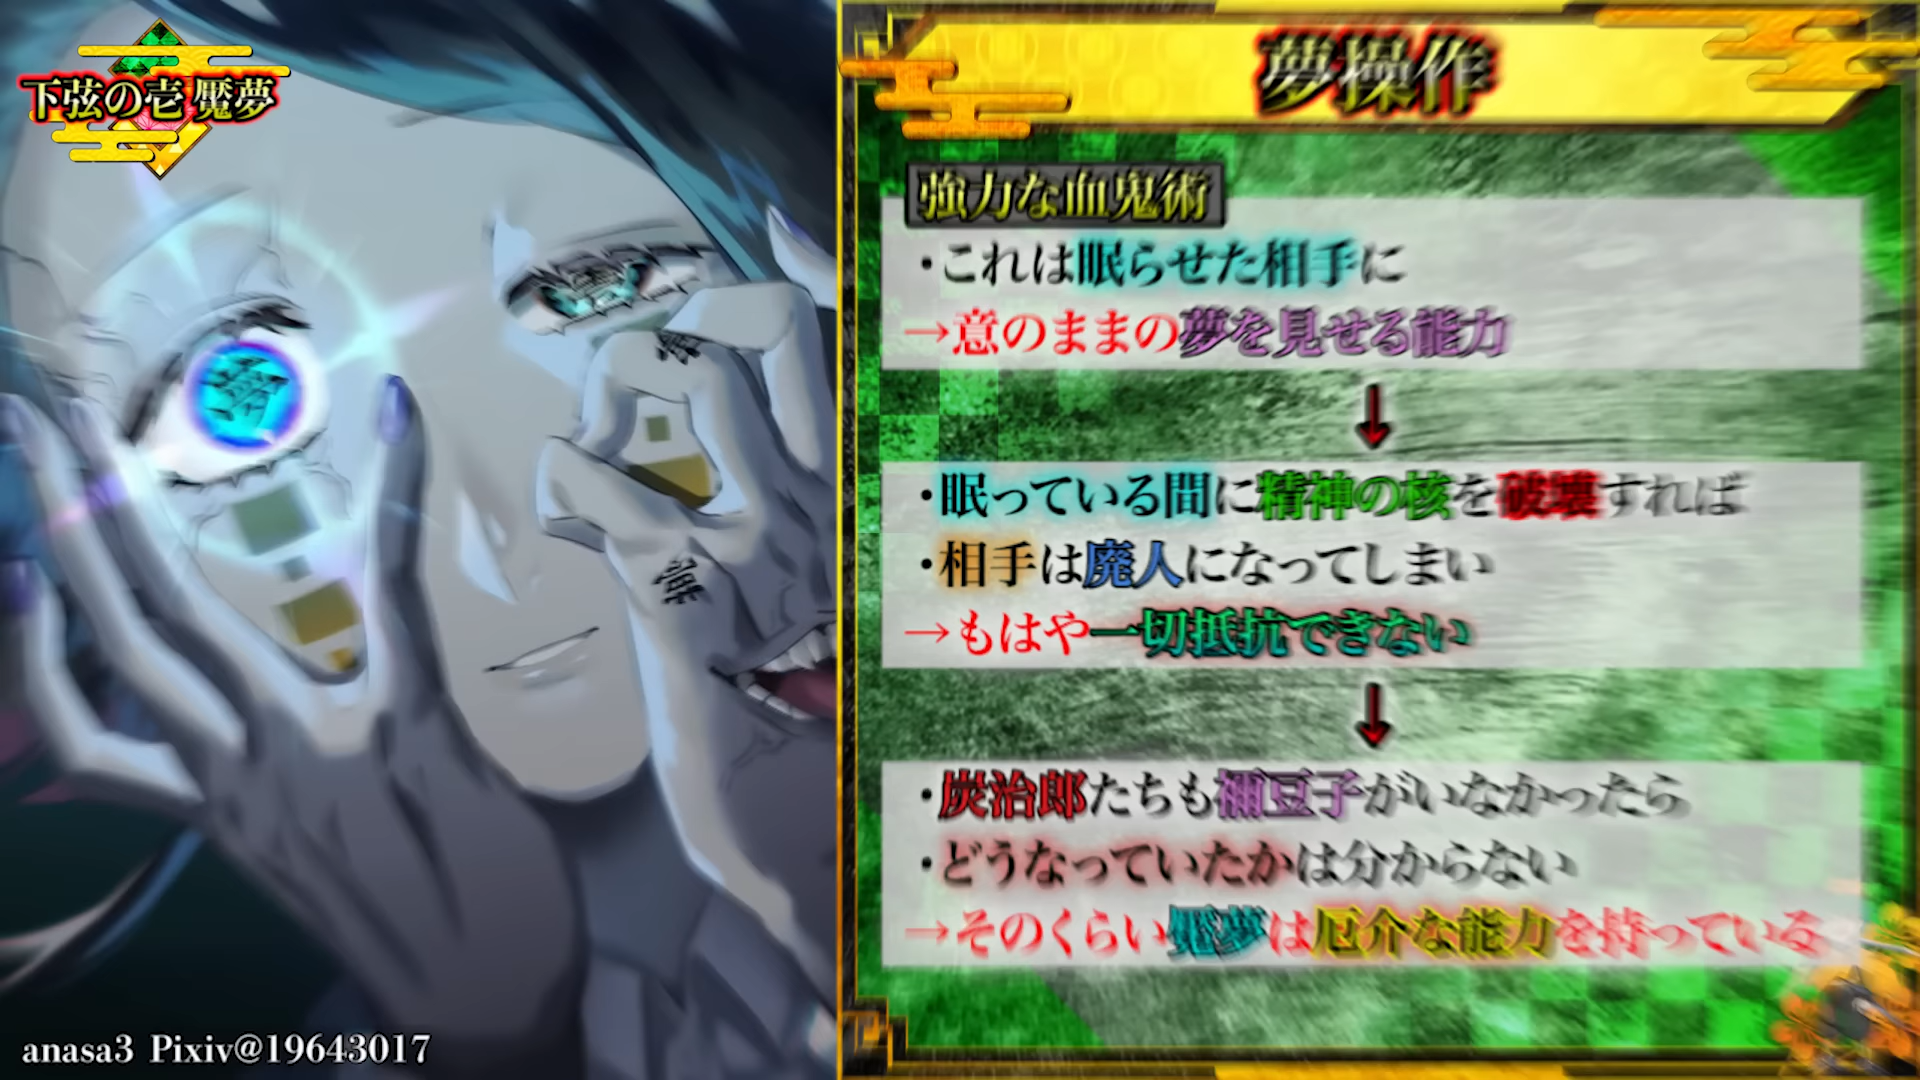 下弦の壱 魘夢
夢操作
強力な血鬼術
・これは眠らせた相手に
→意のままの夢を見せる能力
↓
・眠っている間に精神の核を破壊すれば
・相手は廃人になってしまい
→もはや一切抵抗できない
↓
・炭治郎たちも禰豆子がいなかったら
・どうなっていたかは分からない
→そのくらい魘夢は厄介な能力を持っている
anasa3 Pixiv@19643017